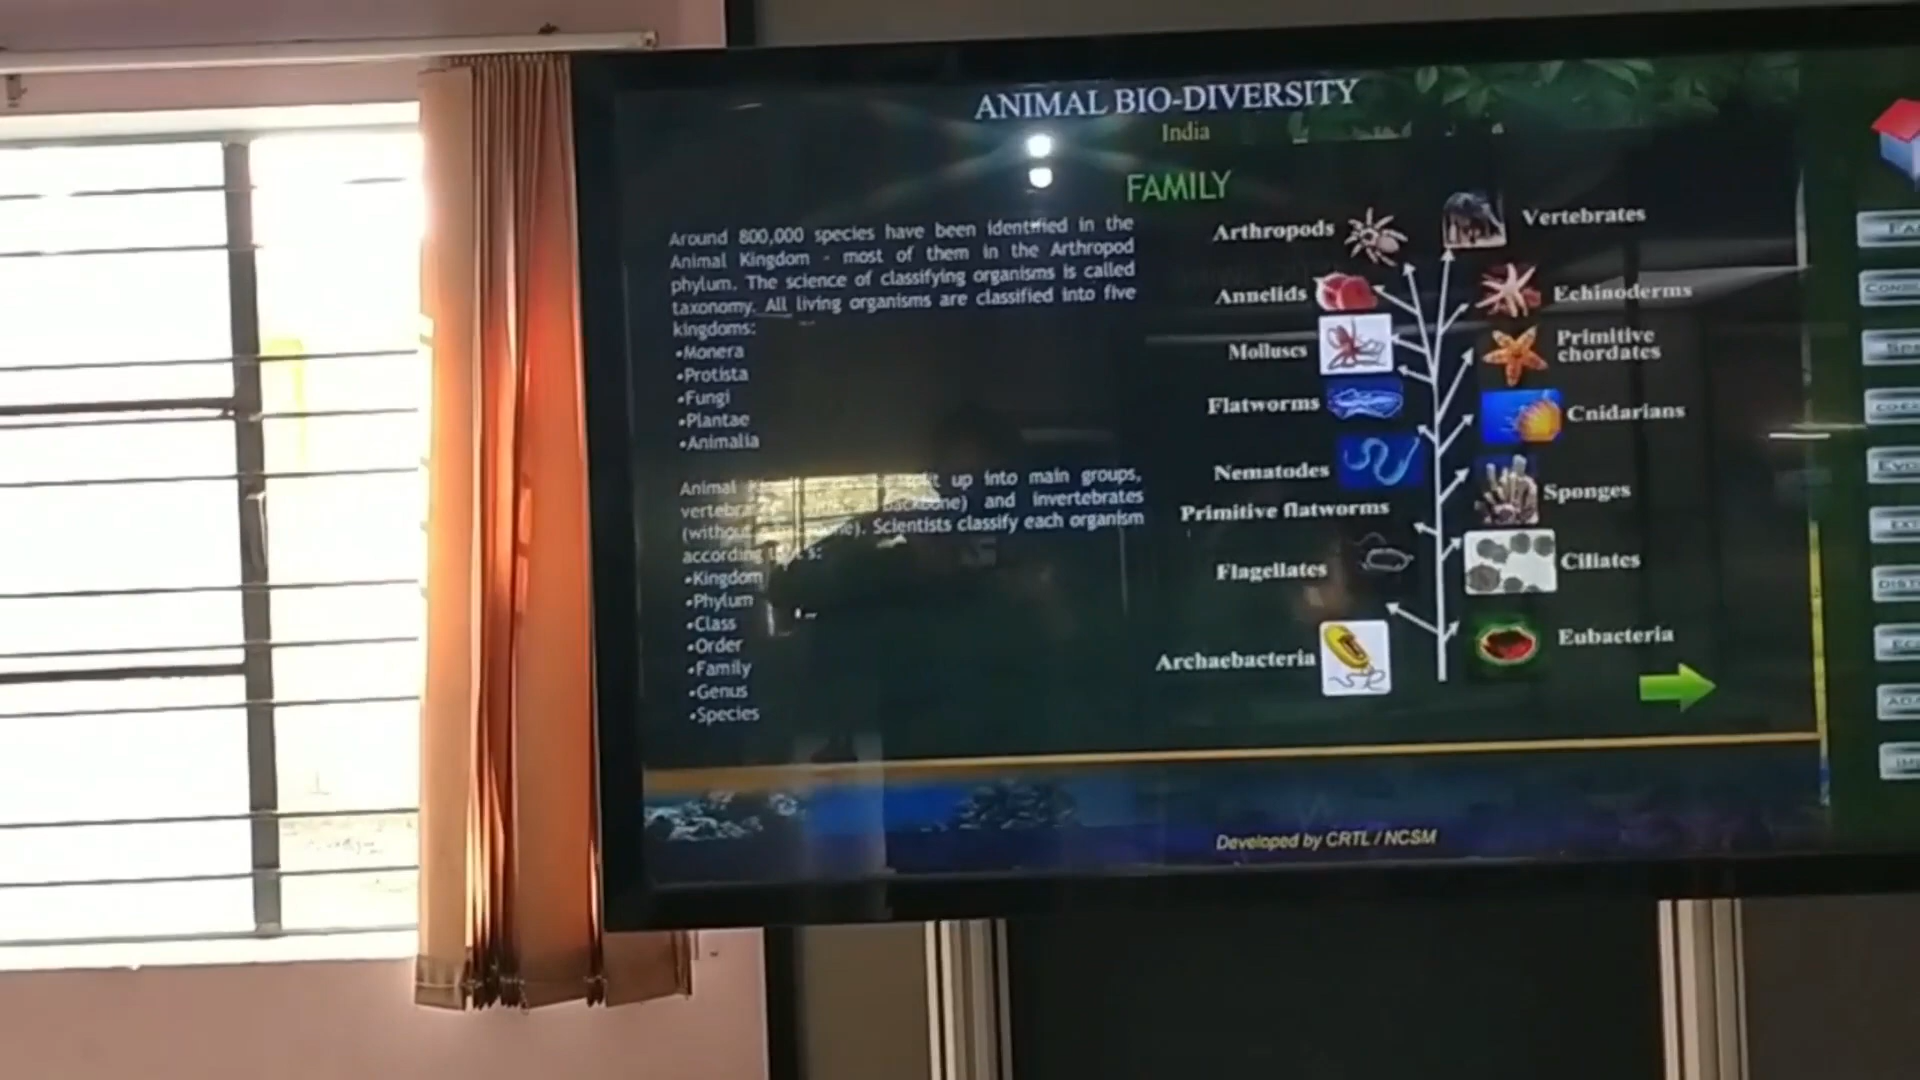 ANIMAL BIO-DIVERSITY
India
FAMILY
Around 800,000 species have been identified in the
Animal Kingdom - most of them in the Arthropod
phylum. The science of classifying organisms is called
taxonomy. All living organisms are classified into five
kingdoms:
•Monera
•Protista
•Fungi
•Plantae
•Animalia
Animal up into main groups,
backbone) and invertebrates
(without Scientists classify each organism
according
•Kingdom
•Phylum
•Class
•Order
•Family
•Genus
•Species
Arthropods
Vertebrates
Annelids
Echinoderms
Molluscs
Primitive
chordates
Flatworms
Cnidarians
Nematodes
Sponges
Primitive flatworms
Flagellates
Ciliates
Archaebacteria
Eubacteria
Developed by CRTL / NCSM